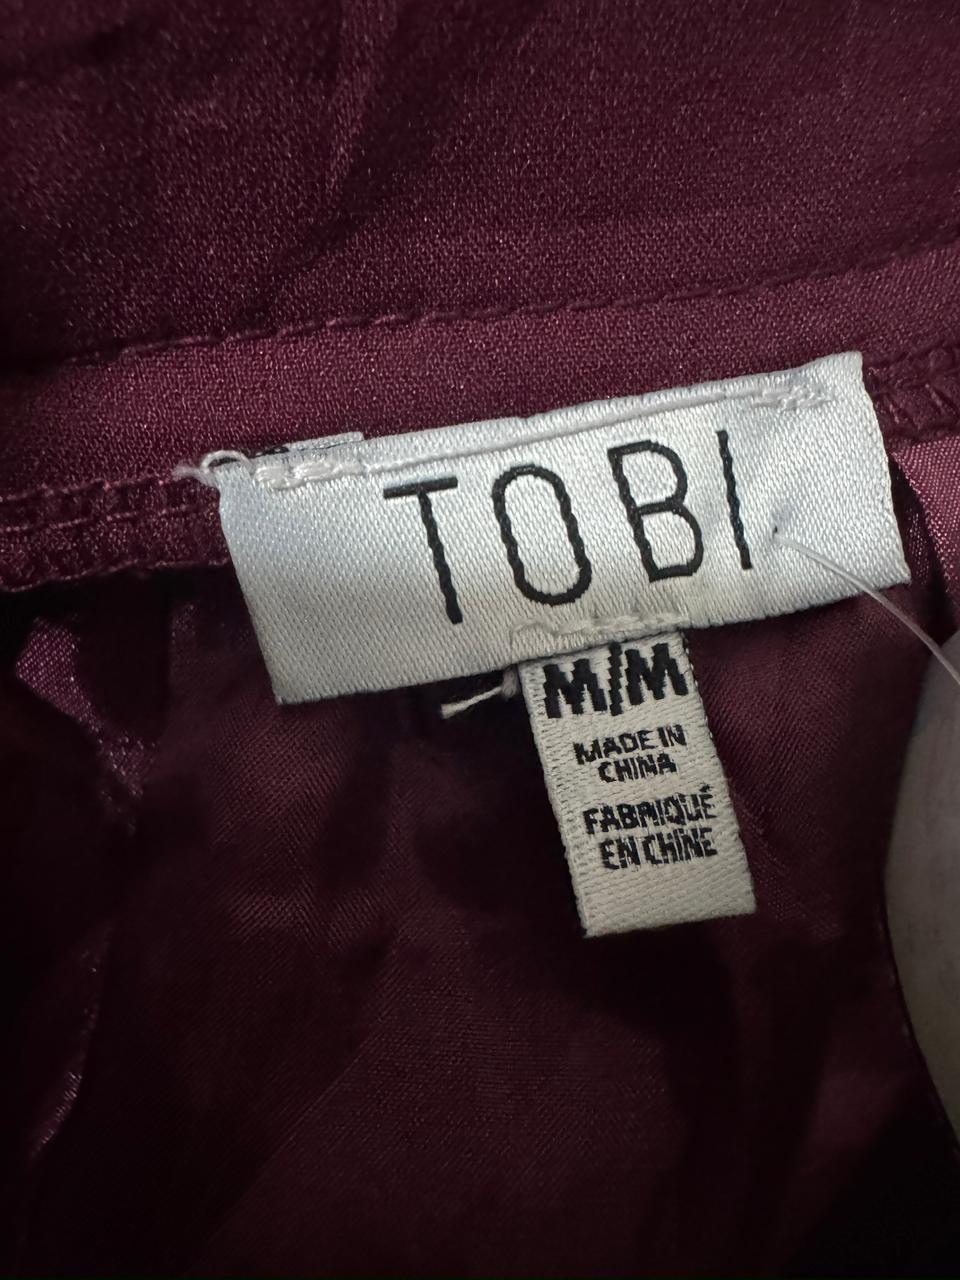 TOBI
M/M
MADE IN
CHINA
FABRIQUÉ
EN CHINE